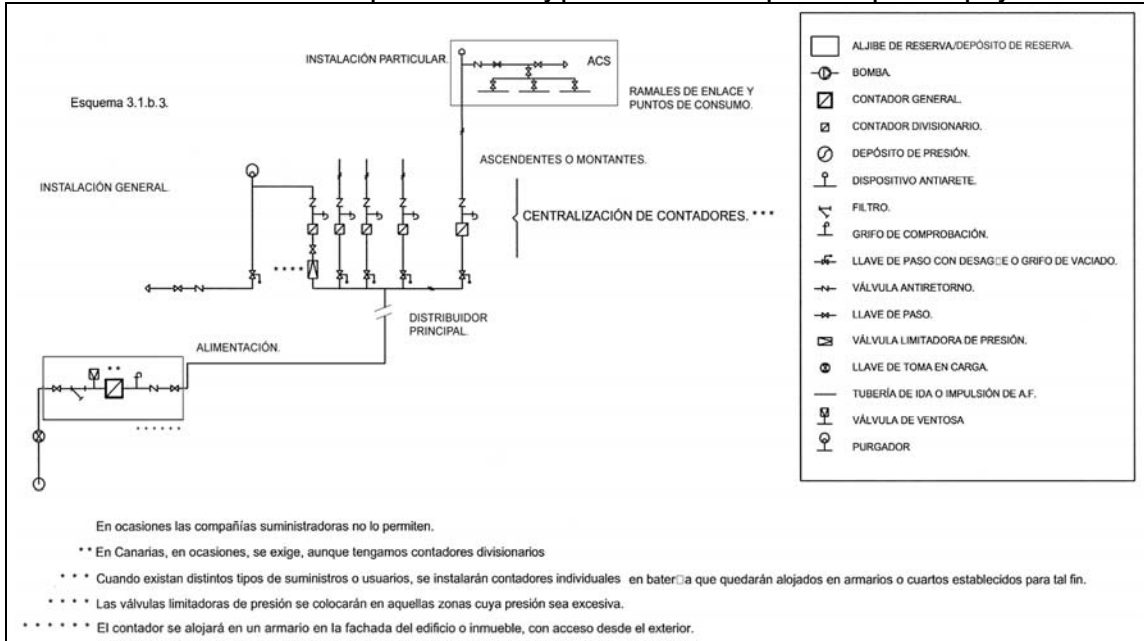 INSTALACIÓN PARTICULAR.
ACS
Esquema 3.1.b.3.
RAMALES DE ENLACE Y
PUNTOS DE CONSUMO.
ASCENDENTES O MONTANTES.
INSTALACIÓN GENERAL.
CENTRALIZACIÓN DE CONTADORES. * * *
* * * *
DISTRIBUIDOR
PRINCIPAL.
ALIMENTACIÓN.
* *
* * * * * *
ALJIBE DE RESERVA/DEPÓSITO DE RESERVA.
BOMBA.
CONTADOR GENERAL.
CONTADOR DIVISIONARIO.
DEPÓSITO DE PRESIÓN.
DISPOSITIVO ANTIARETE.
FILTRO.
GRIFO DE COMPROBACIÓN.
LLAVE DE PASO CON DESAG□E O GRIFO DE VACIADO.
VÁLVULA ANTIRETORNO.
LLAVE DE PASO.
VÁLVULA LIMITADORA DE PRESIÓN.
LLAVE DE TOMA EN CARGA.
TUBERÍA DE IDA O IMPULSIÓN DE A.F.
VÁLVULA DE VENTOSA
PURGADOR
En ocasiones las compañías suministradoras no lo permiten.
* * En Canarias, en ocasiones, se exige, aunque tengamos contadores divisionarios
* * * Cuando existan distintos tipos de suministros o usuarios, se instalarán contadores individuales en bater□a que quedarán alojados en armarios o cuartos establecidos para tal fin.
* * * * Las válvulas limitadoras de presión se colocarán en aquellas zonas cuya presión sea excesiva.
* * * * * * El contador se alojará en un armario en la fachada del edificio o inmueble, con acceso desde el exterior.